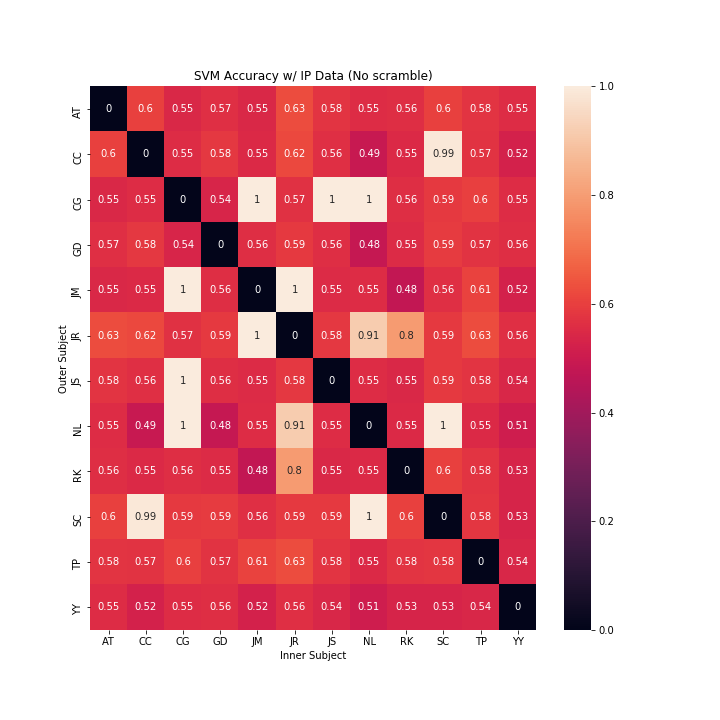 SVM Accuracy w/ IP Data (No scramble)
AT 0 0.6 0.55 0.57 0.55 0.63 0.58 0.55 0.56 0.6 0.58 0.55
CC 0.6 0 0.55 0.58 0.55 0.62 0.56 0.49 0.55 0.99 0.57 0.52
CG 0.55 0.55 0 0.54 1 0.57 1 1 0.56 0.59 0.6 0.55
GD 0.57 0.58 0.54 0 0.56 0.59 0.56 0.48 0.55 0.59 0.57 0.56
JM 0.55 0.55 1 0.56 0 1 0.55 0.55 0.48 0.56 0.61 0.52
JR 0.63 0.62 0.57 0.59 1 0 0.58 0.91 0.8 0.59 0.63 0.56
JS 0.58 0.56 1 0.56 0.55 0.58 0 0.55 0.55 0.59 0.58 0.54
NL 0.55 0.49 1 0.48 0.55 0.91 0.55 0 0.55 1 0.55 0.51
RK 0.56 0.55 0.56 0.55 0.48 0.8 0.55 0.55 0 0.6 0.58 0.53
SC 0.6 0.99 0.59 0.59 0.56 0.59 0.59 1 0.6 0 0.58 0.53
TP 0.58 0.57 0.6 0.57 0.61 0.63 0.58 0.55 0.58 0.58 0 0.54
YY 0.55 0.52 0.55 0.56 0.52 0.56 0.54 0.51 0.53 0.53 0.54 0
AT CC CG GD JM JR JS NL RK SC TP YY
Inner Subject
Outer Subject
1.0
0.8
0.6
0.4
0.2
0.0